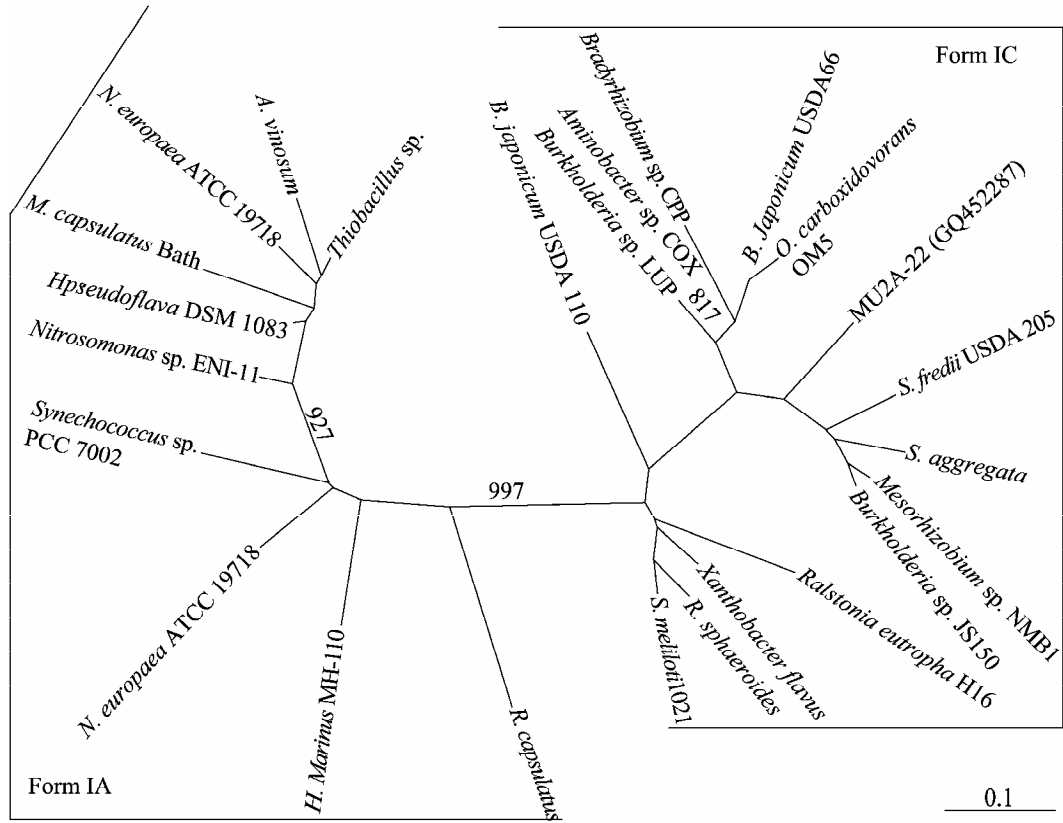 Form IC
N. europaea ATCC 19718
A. vinosum
Thiobacillus sp.
M. capsulatus Bath
Hpseudoflava DSM 1083
Nitrosomonas sp. ENI-11
Synechococcus sp.
PCC 7002
927
N. europaea ATCC 19718
H. Marinus MH-110
R. capsulatus
997
B. japonicum USDA 110
Burkholderia sp. LUP
Aminobacter sp. COX
817
Bradyrhizobium sp. CPP
B. Japonicum USDA66
O. carboxidovorans
OM5
MU2A-22 (GQ452287)
S. fredii USDA 205
S. aggregata
Mesorhizobium sp. NMB1
Burkholderia sp. JS150
Ralstonia eutropha H16
Xanthobacter flavus
R. sphaeroides
S. meliloti1021
Form IA
0.1